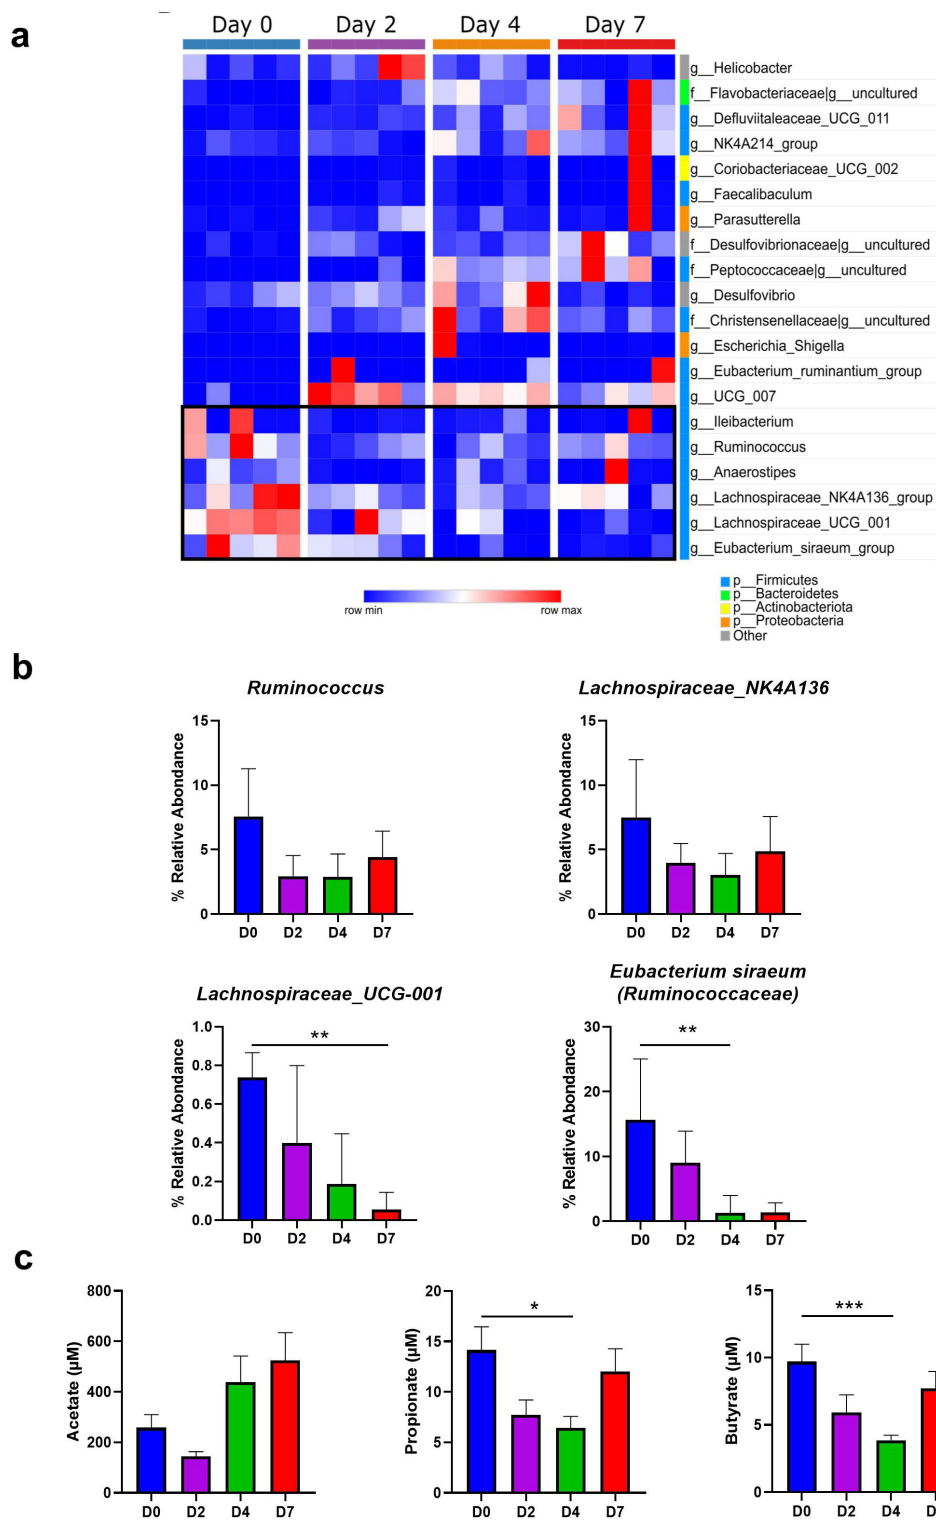 a
Day 0 Day 2 Day 4 Day 7
g__Helicobacter
f__Flavobacteriaceae|g__uncultured
g__Defluviitaleaceae_UCG_011
g__NK4A214_group
g__Coriobacteriaceae_UCG_002
g__Faecalibaculum
g__Parasutterella
f__Desulfovibrionaceae|g__uncultured
f__Peptococcaceae|g__uncultured
g__Desulfovibrio
f__Christensenellaceae|g__uncultured
g__Escherichia_Shigella
g__Eubacterium_ruminantium_group
g__UCG_007
g__Ileibacterium
g__Ruminococcus
g__Anaerostipes
g__Lachnospiraceae_NK4A136_group
g__Lachnospiraceae_UCG_001
g__Eubacterium_siraeum_group
row min row max
p__Firmicutes
p__Bacteroidetes
p__Actinobacteriota
p__Proteobacteria
Other
b
Ruminococcus
% Relative Abundance
15
10
5
0
D0 D2 D4 D7
Lachnospiraceae_NK4A136
% Relative Abundance
15
10
5
0
D0 D2 D4 D7
Lachnospiraceae_UCG-001
% Relative Abundance
1.0
0.8
0.6
0.4
0.2
0.0
**
D0 D2 D4 D7
Eubacterium siraeum
(Ruminococcaceae)
% Relative Abundance
30
20
10
0
**
D0 D2 D4 D7
c
Acetate (µM)
800
600
400
200
0
D0 D2 D4 D7
Propionate (µM)
20
15
10
5
0
*
D0 D2 D4 D7
Butyrate (µM)
15
10
5
0
***
D0 D2 D4 D